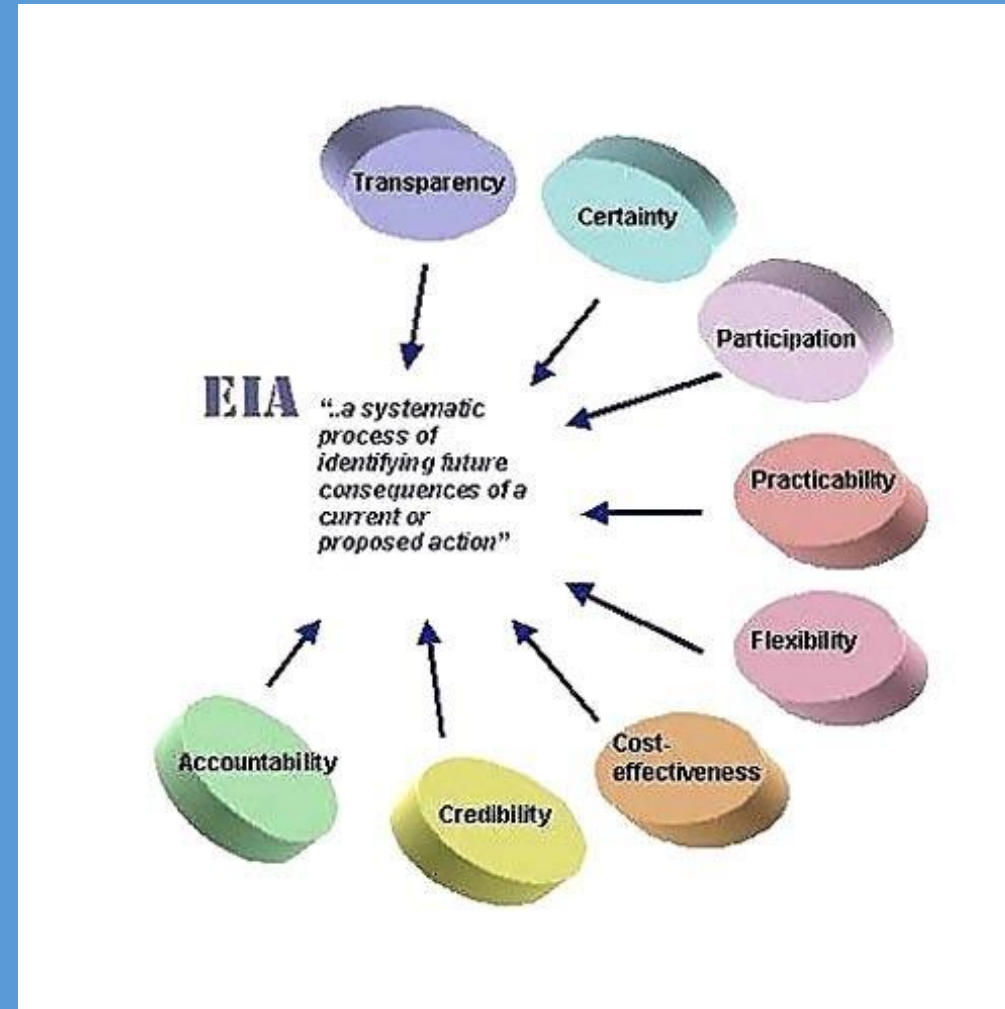 Transparency
Certainty
Participation
EIA
“..a systematic
process of
identifying future
consequences of a
current or
proposed action”
Practicability
Flexibility
Cost-
effectiveness
Credibility
Accountability